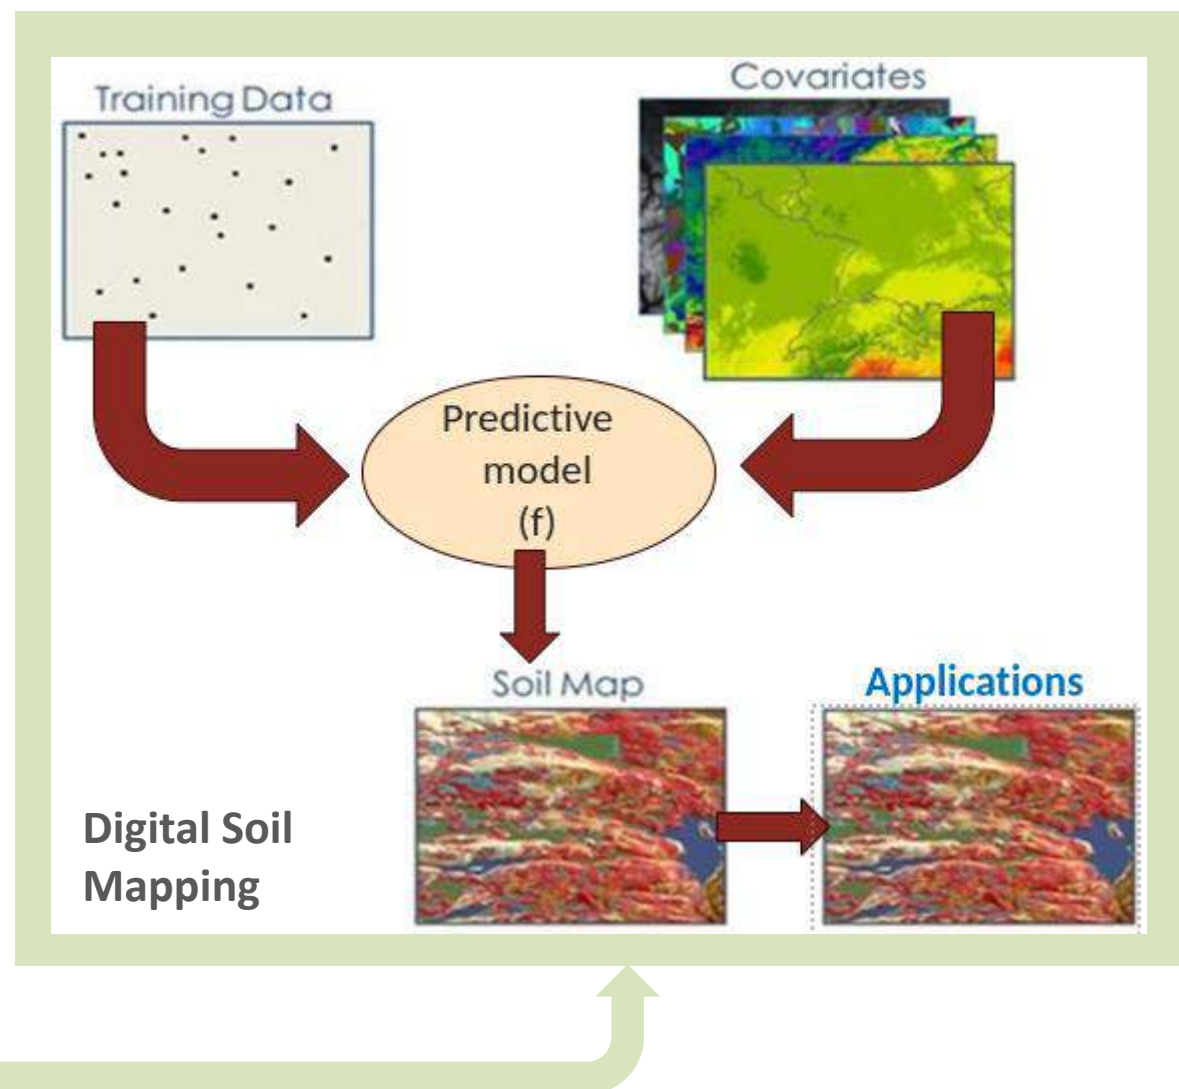 Training Data
Covariates
Predictive
model
(f)
Soil Map
Applications
Digital Soil
Mapping